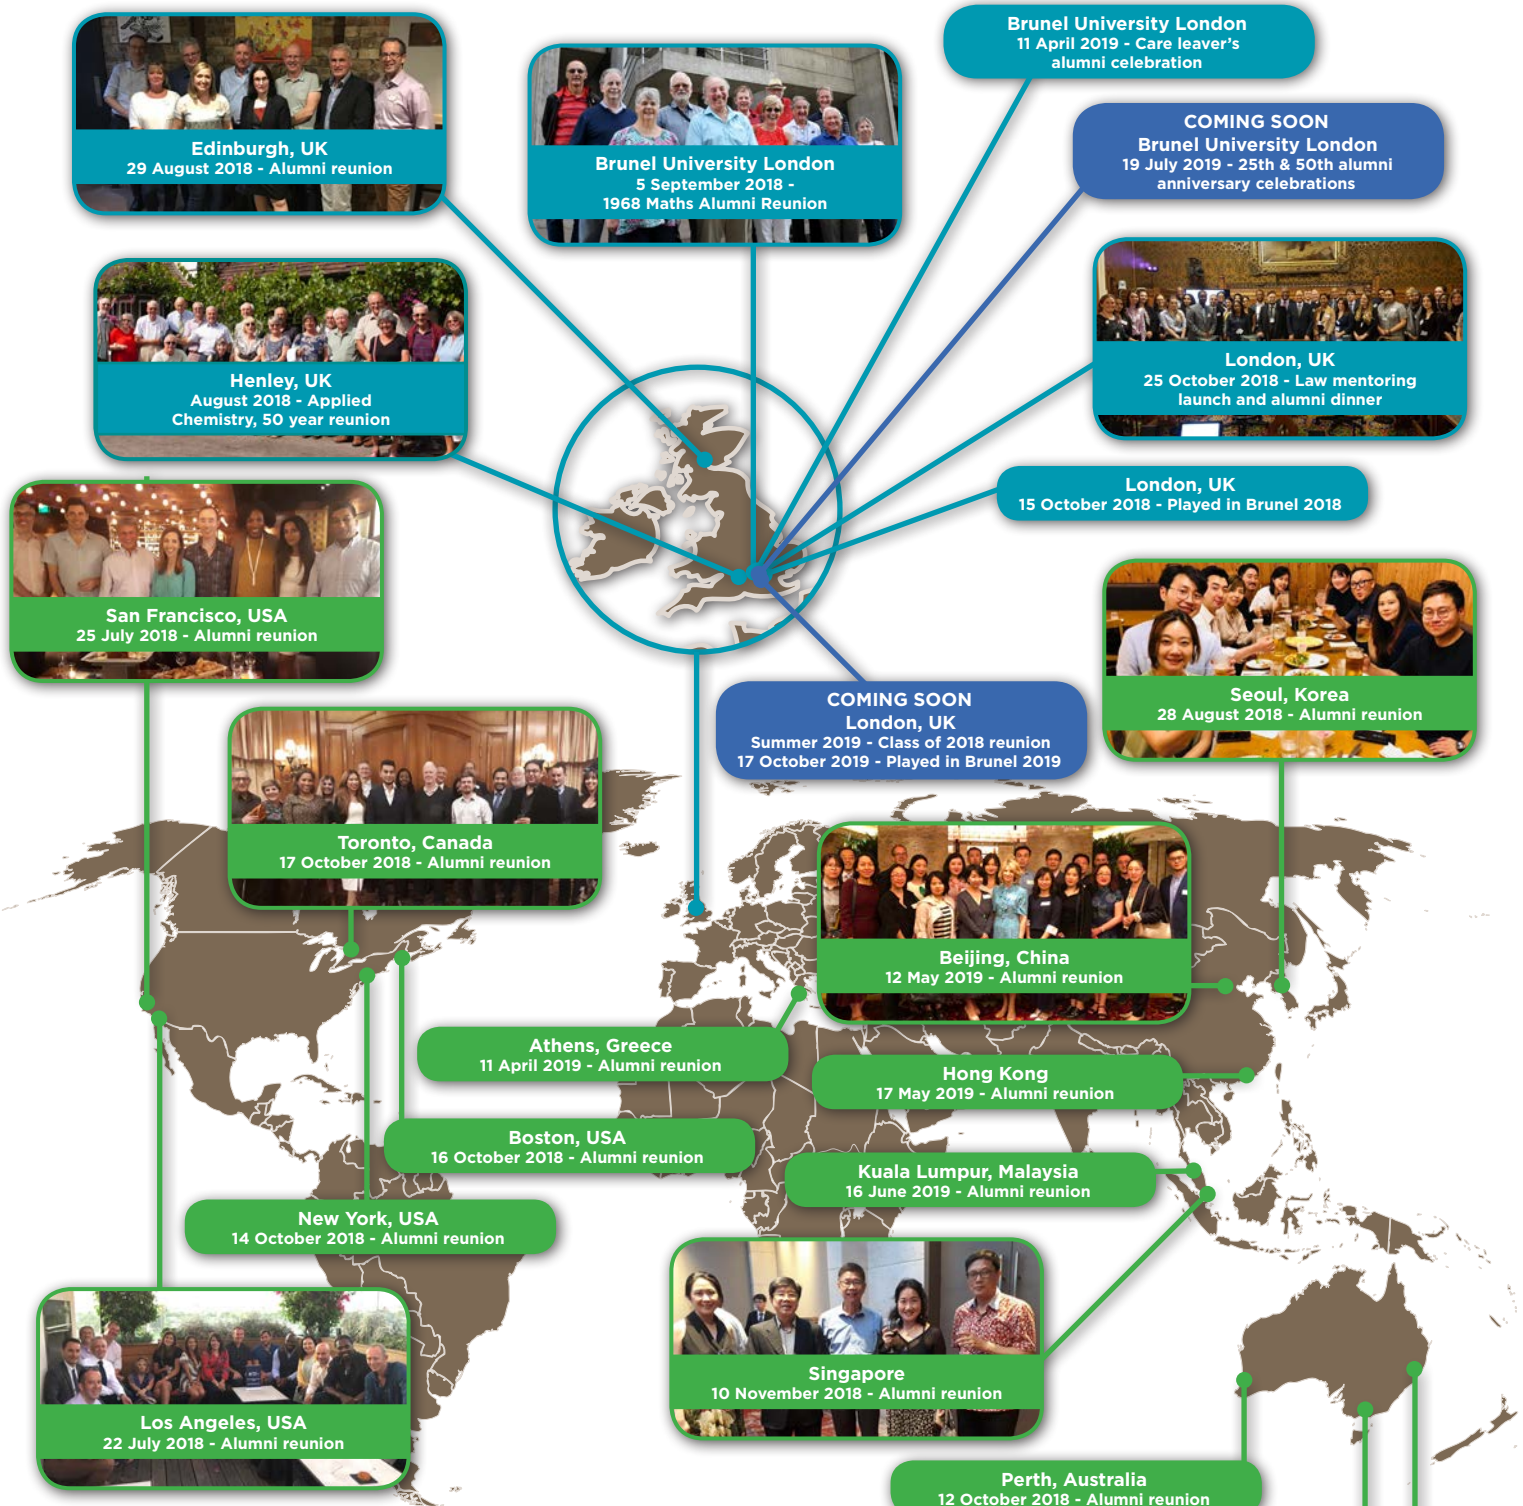 Brunel University London
11 April 2019 - Care leaver's
alumni celebration
Edinburgh, UK
29 August 2018 - Alumni reunion
Brunel University London
5 September 2018 -
1968 Maths Alumni Reunion
COMING SOON
Brunel University London
19 July 2019 - 25th & 50th alumni
anniversary celebrations
Henley, UK
August 2018 - Applied
Chemistry, 50 year reunion
London, UK
25 October 2018 - Law mentoring
launch and alumni dinner
London, UK
15 October 2018 - Played in Brunel 2018
San Francisco, USA
25 July 2018 - Alumni reunion
COMING SOON
London, UK
Summer 2019 - Class of 2018 reunion
17 October 2019 - Played in Brunel 2019
Seoul, Korea
28 August 2018 - Alumni reunion
Toronto, Canada
17 October 2018 - Alumni reunion
Beijing, China
12 May 2019 - Alumni reunion
Athens, Greece
11 April 2019 - Alumni reunion
Hong Kong
17 May 2019 - Alumni reunion
Boston, USA
16 October 2018 - Alumni reunion
Kuala Lumpur, Malaysia
16 June 2019 - Alumni reunion
New York, USA
14 October 2018 - Alumni reunion
Singapore
10 November 2018 - Alumni reunion
Los Angeles, USA
22 July 2018 - Alumni reunion
Perth, Australia
12 October 2018 - Alumni reunion